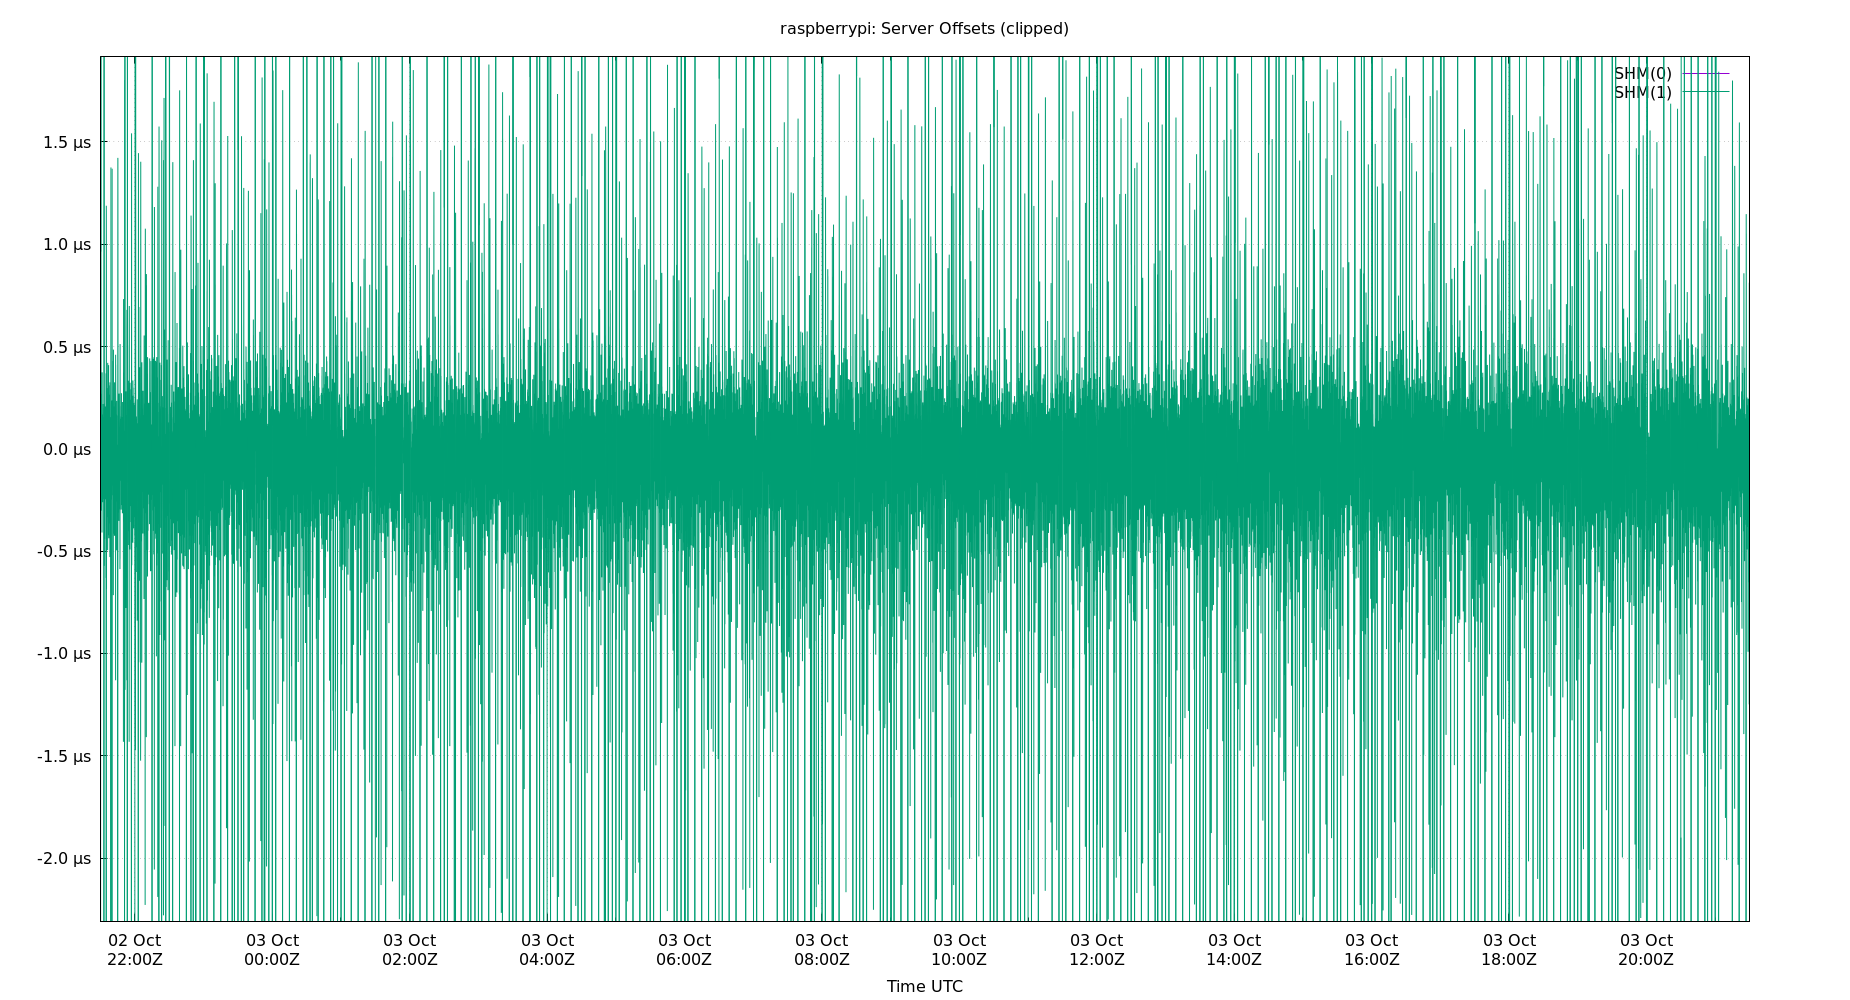 raspberrypi: Server Offsets (clipped)
SHM(0)
SHM(1)
1.5 µs
1.0 µs
0.5 µs
0.0 µs
-0.5 µs
-1.0 µs
-1.5 µs
-2.0 µs
02 Oct 03 Oct 03 Oct 03 Oct 03 Oct 03 Oct 03 Oct 03 Oct 03 Oct 03 Oct 03 Oct 03 Oct
22:00Z 00:00Z 02:00Z 04:00Z 06:00Z 08:00Z 10:00Z 12:00Z 14:00Z 16:00Z 18:00Z 20:00Z
Time UTC